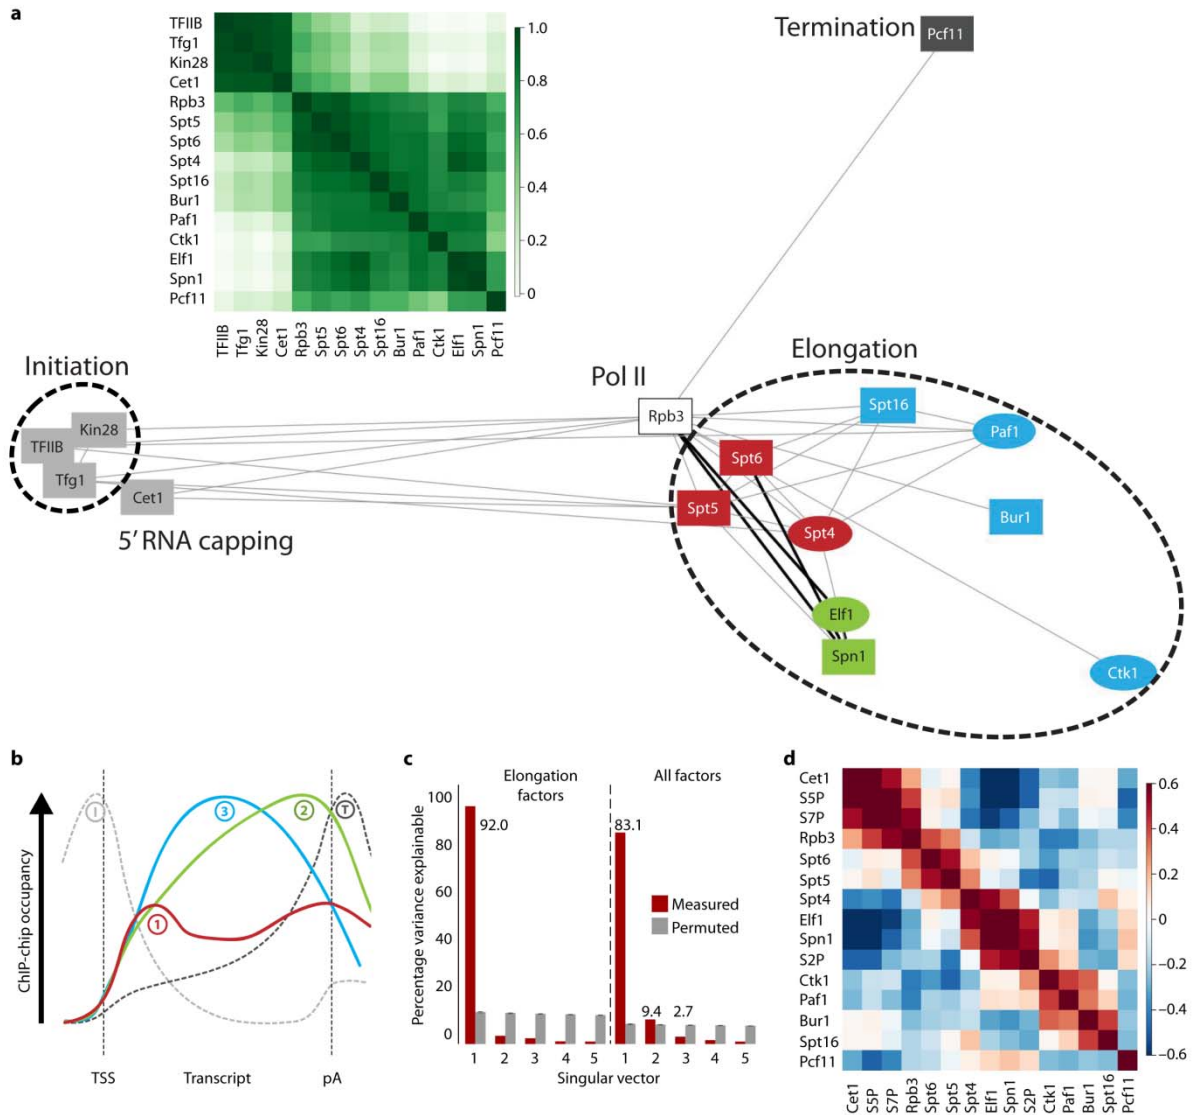 a
TFIIB
Tfg1
Kin28
Cet1
Rpb3
Spt5
Spt6
Spt4
Spt16
Bur1
Paf1
Ctk1
Elf1
Spn1
Pcf11
1.0
0.8
0.6
0.4
0.2
0
TFIIB Tfg1 Kin28 Cet1 Rpb3 Spt5 Spt6 Spt4 Spt16 Bur1 Paf1 Ctk1 Elf1 Spn1 Pcf11
Termination
Pcf11
Initiation
Kin28
TFIIB
Tfg1
Cet1
5′ RNA capping
Pol II
Rpb3
Elongation
Spt16
Paf1
Spt6
Spt5
Bur1
Spt4
Elf1
Spn1
Ctk1
b
ChIP-chip occupancy
I
3
2
T
1
TSS
Transcript
pA
c
Elongation
factors
All factors
Percentage variance explainable
100
80
60
40
20
0
92.0
83.1
9.4
2.7
Measured
Permuted
1 2 3 4 5 1 2 3 4 5
Singular vector
d
Cet1
S5P
S7P
Rpb3
Spt6
Spt5
Spt4
Elf1
Spn1
S2P
Ctk1
Paf1
Bur1
Spt16
Pcf11
0.6
0.4
0.2
0
−0.2
−0.4
−0.6
Cet1 S5P S7P Rpb3 Spt6 Spt5 Spt4 Elf1 Spn1 S2P Ctk1 Paf1 Bur1 Spt16 Pcf11